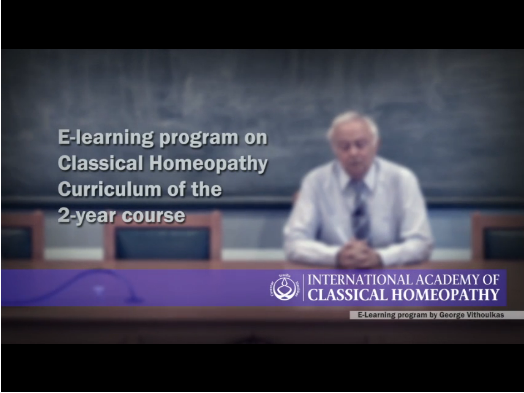 E-learning program on
Classical Homeopathy
Curriculum of the
2-year course
INTERNATIONAL ACADEMY OF
CLASSICAL HOMEOPATHY
E-Learning program by George Vithoulkas